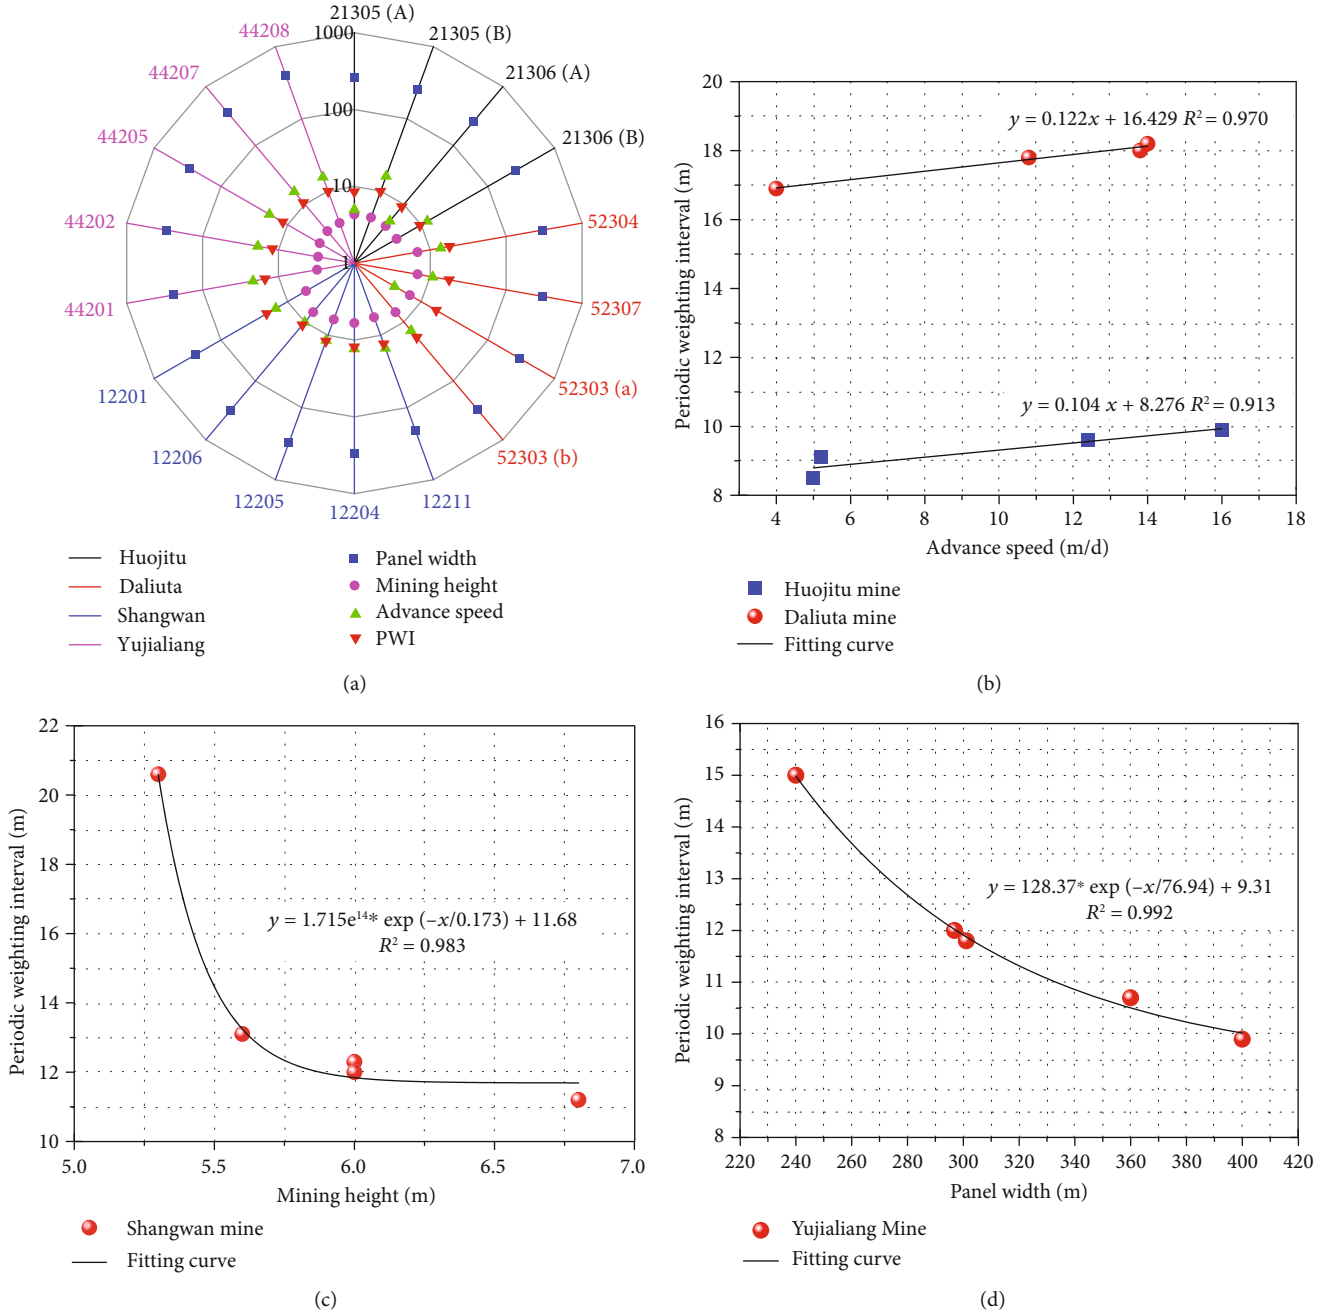 21305 (A)
21305 (B)
21306 (A)
21306 (B)
52304
52307
52303 (a)
52303 (b)
12211
12204
12205
12206
12201
44201
44202
44205
44207
44208
1000
100
10
1
Huojitu
Daliuta
Shangwan
Yujialiang
Panel width
Mining height
Advance speed
PWI
(a)
Periodic weighting interval (m)
20
18
16
14
12
10
8
y = 0.122x + 16.429 R² = 0.970
y = 0.104 x + 8.276 R² = 0.913
4 6 8 10 12 14 16 18
Advance speed (m/d)
Huojitu mine
Daliuta mine
Fitting curve
(b)
Periodic weighting interval (m)
22
20
18
16
14
12
10
y = 1.715e¹⁴* exp (–x/0.173) + 11.68
R² = 0.983
5.0 5.5 6.0 6.5 7.0
Mining height (m)
Shangwan mine
Fitting curve
(c)
Periodic weighting interval (m)
16
15
14
13
12
11
10
9
8
y = 128.37* exp (–x/76.94) + 9.31
R² = 0.992
220 240 260 280 300 320 340 360 380 400 420
Panel width (m)
Yujialiang Mine
Fitting curve
(d)